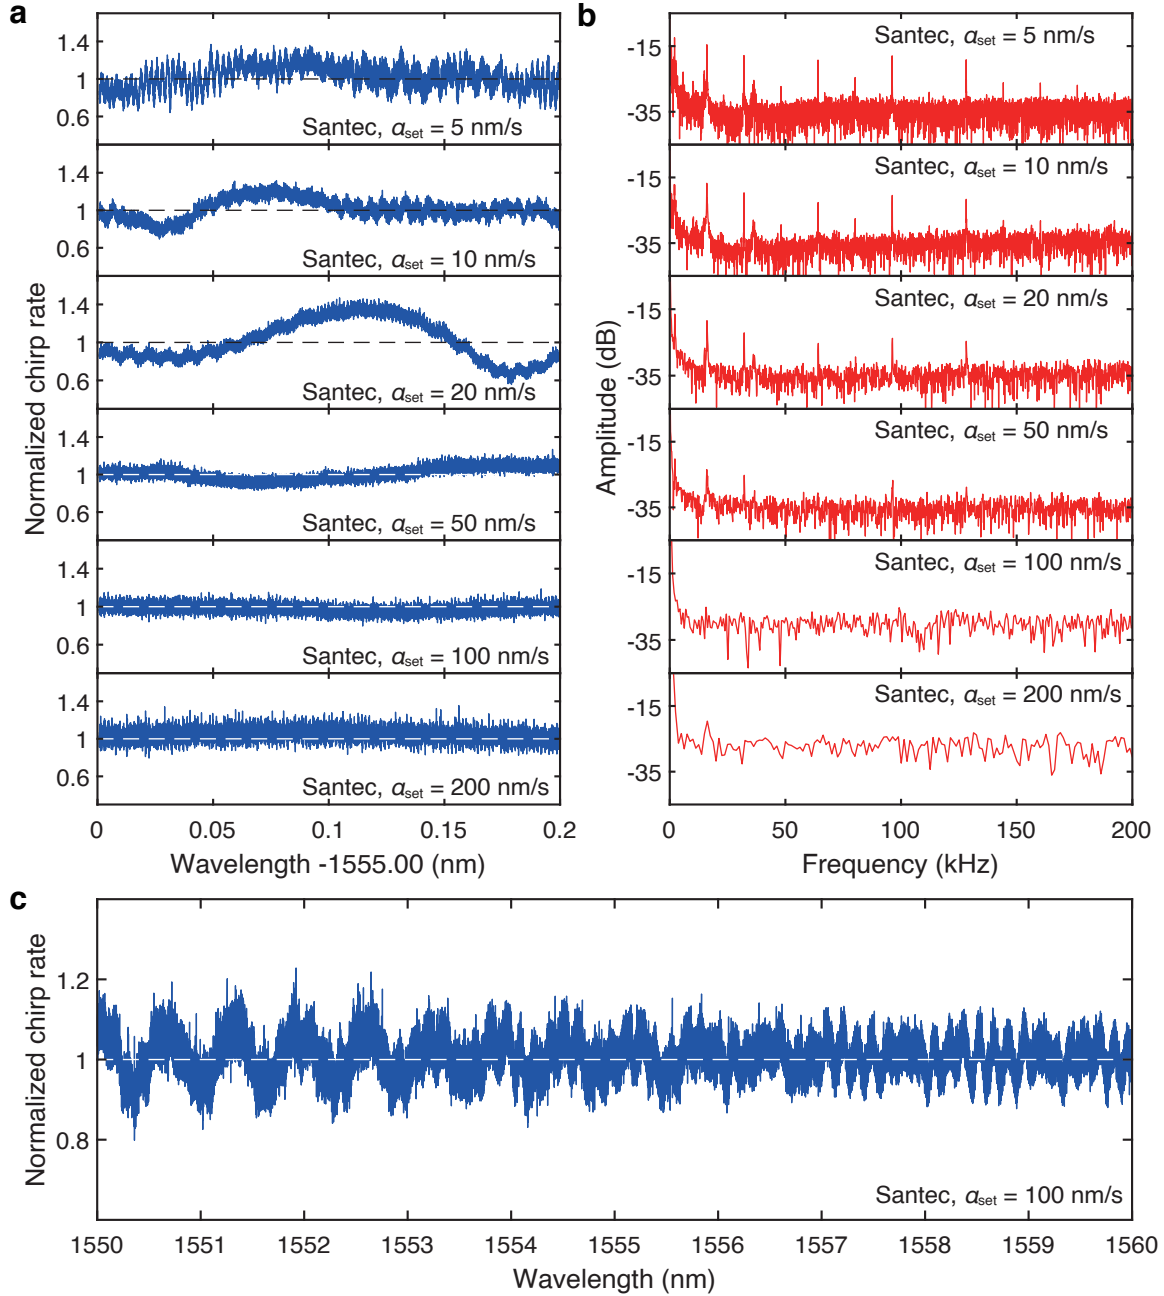 a
Normalized chirp rate
1.4
1
0.6
Santec, αset = 5 nm/s
1.4
1
0.6
Santec, αset = 10 nm/s
1.4
1
0.6
Santec, αset = 20 nm/s
1.4
1
0.6
Santec, αset = 50 nm/s
1.4
1
0.6
Santec, αset = 100 nm/s
1.4
1
0.6
Santec, αset = 200 nm/s
0 0.05 0.1 0.15 0.2
Wavelength -1555.00 (nm)
b
Amplitude (dB)
-15
-35
Santec, αset = 5 nm/s
-15
-35
Santec, αset = 10 nm/s
-15
-35
Santec, αset = 20 nm/s
-15
-35
Santec, αset = 50 nm/s
-15
-35
Santec, αset = 100 nm/s
-15
-35
Santec, αset = 200 nm/s
0 50 100 150 200
Frequency (kHz)
c
Normalized chirp rate
1.2
1
0.8
Santec, αset = 100 nm/s
1550 1551 1552 1553 1554 1555 1556 1557 1558 1559 1560
Wavelength (nm)